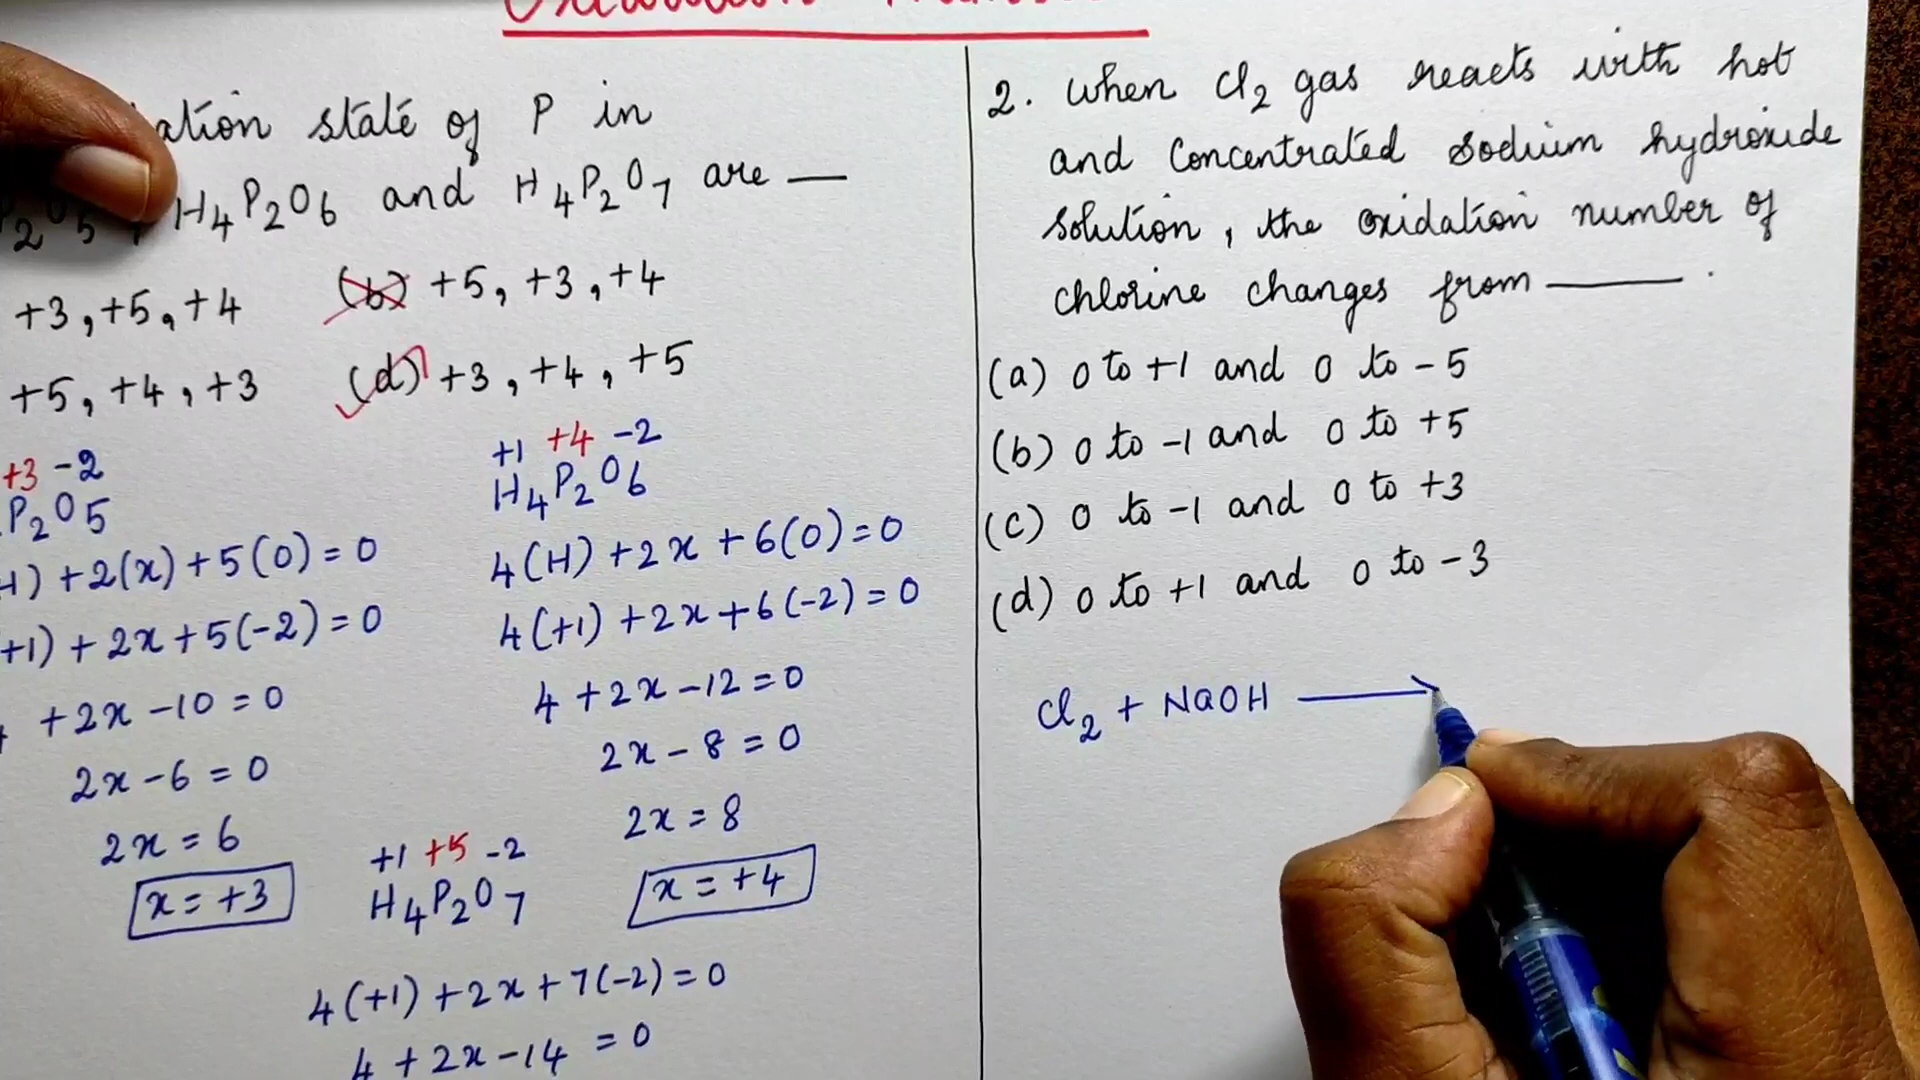 ation state of P in
H4P2O6 and H4P2O7 are —
+3, +5, +4 (b) +5, +3, +4
+5, +4, +3 (d) +3, +4, +5
+3 -2
P2O5
+2(x) + 5(O) = 0
+1) + 2x + 5(-2) = 0
+2x - 10 = 0
2x - 6 = 0
2x = 6
x = +3
+1 +4 -2
H4P2O6
4(H) + 2x + 6(O) = 0
4(+1) + 2x + 6(-2) = 0
4 + 2x - 12 = 0
2x - 8 = 0
2x = 8
x = +4
+1 +5 -2
H4P2O7
4(+1) + 2x + 7(-2) = 0
4 + 2x - 14 = 0
2. When Cl2 gas reacts with hot
and Concentrated Sodium hydroxide
solution, the oxidation number of
chlorine changes from ——.
(a) 0 to +1 and 0 to -5
(b) 0 to -1 and 0 to +5
(c) 0 to -1 and 0 to +3
(d) 0 to +1 and 0 to -3
Cl2 + NaOH →